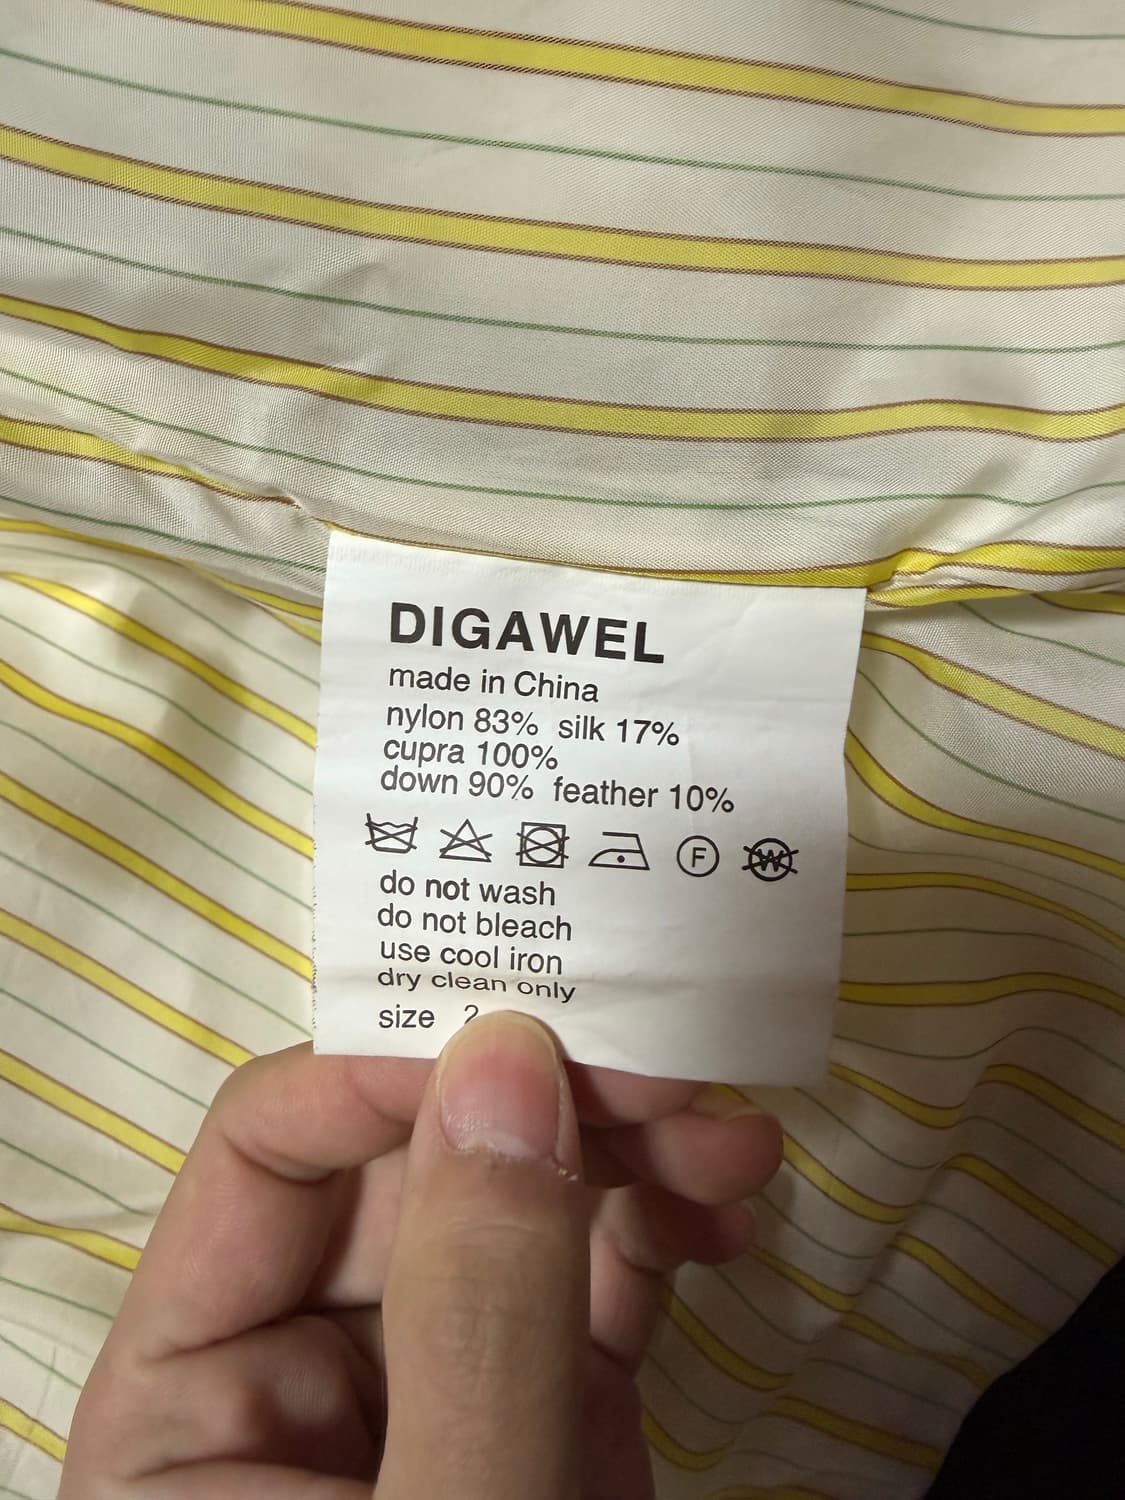 DIGAWEL
made in China
nylon 83% silk 17%
cupra 100%
down 90% feather 10%
F W
do not wash
do not bleach
use cool iron
dry clean only
size 2